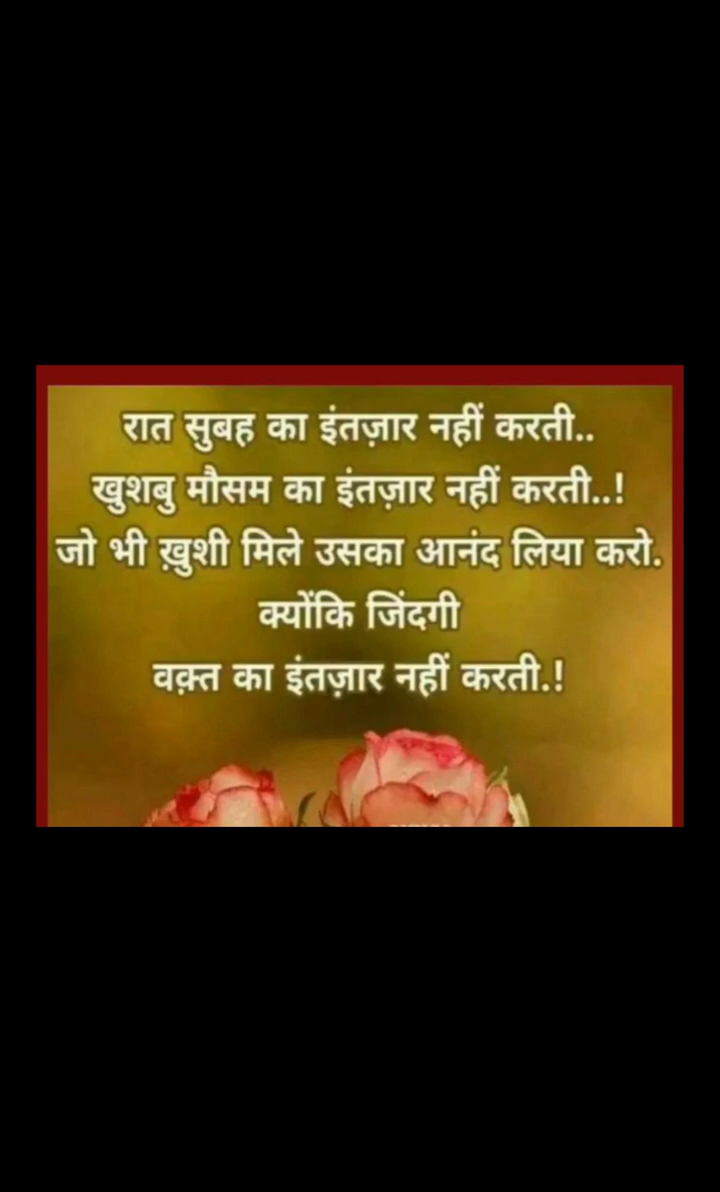 रात सुबह का इंतज़ार नहीं करती..
खुशबु मौसम का इंतज़ार नहीं करती..!
जो भी ख़ुशी मिले उसका आनंद लिया करो.
क्योंकि जिंदगी
वक़्त का इंतज़ार नहीं करती.!